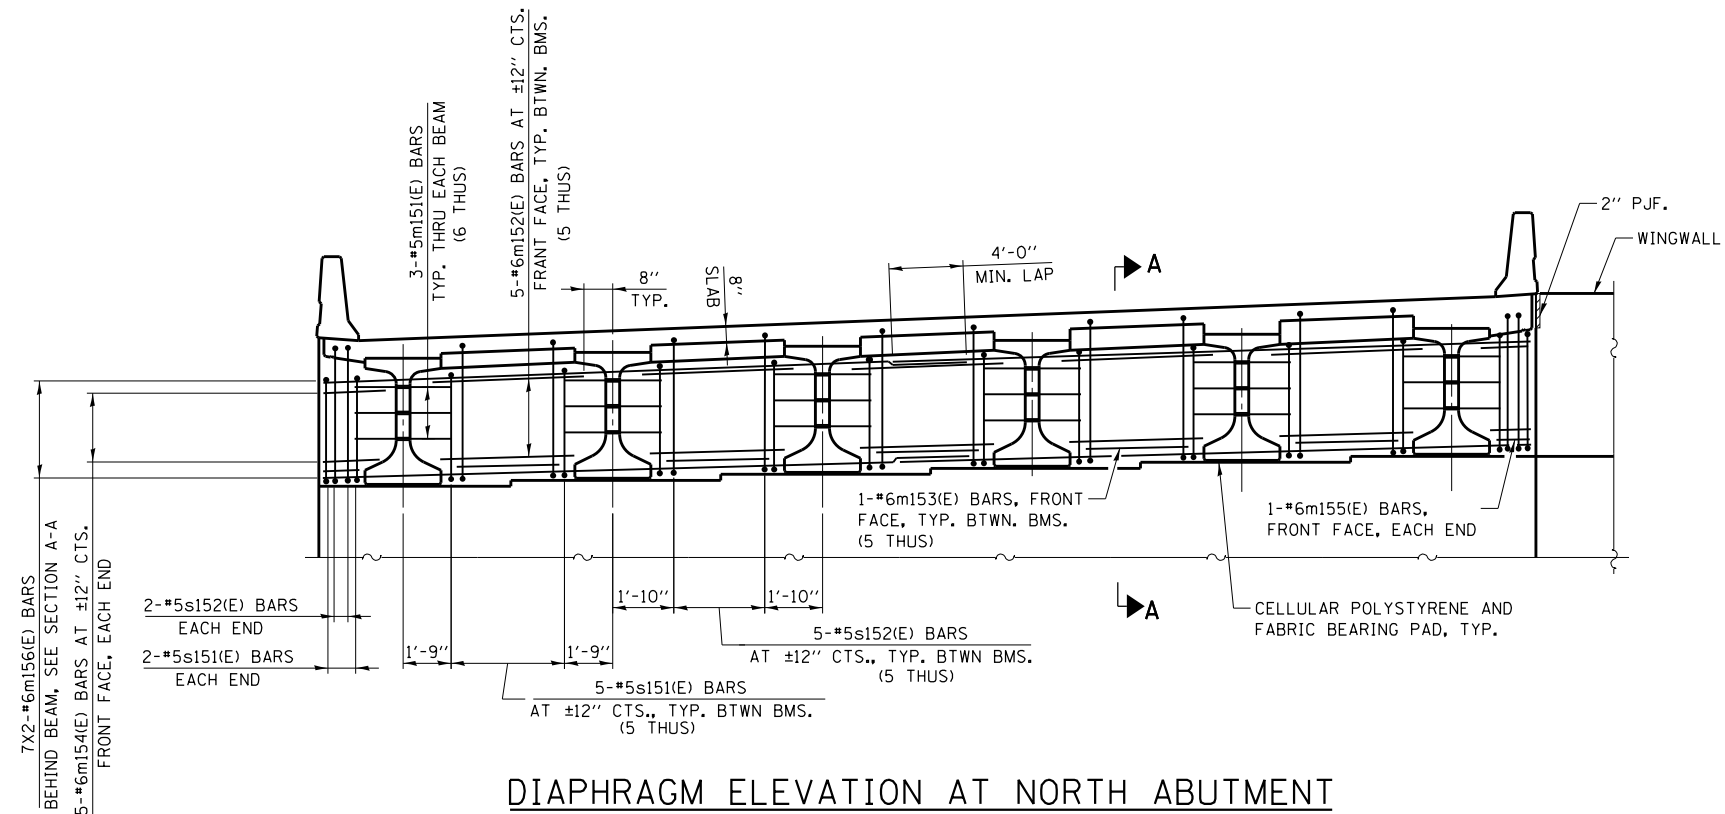 3-#5m151(E) BARS
TYP. THRU EACH BEAM
(6 THUS)
5-#6m152(E) BARS AT ±12" CTS.
FRANT FACE, TYP. BTWN. BMS.
(5 THUS)
8"
TYP.
8"
SLAB
4'-0"
MIN. LAP
A
2" PJF.
WINGWALL
7X2-#6m156(E) BARS
BEHIND BEAM, SEE SECTION A-A
5-#6m154(E) BARS AT ±12" CTS.
FRONT FACE, EACH END
1-#6m153(E) BARS, FRONT
FACE, TYP. BTWN. BMS.
(5 THUS)
1-#6m155(E) BARS,
FRONT FACE, EACH END
2-#5s152(E) BARS
EACH END
2-#5s151(E) BARS
EACH END
1'-10"
1'-10"
A
CELLULAR POLYSTYRENE AND
FABRIC BEARING PAD, TYP.
5-#5s152(E) BARS
AT ±12" CTS., TYP. BTWN BMS.
(5 THUS)
1'-9"
1'-9"
5-#5s151(E) BARS
AT ±12" CTS., TYP. BTWN BMS.
(5 THUS)
DIAPHRAGM ELEVATION AT NORTH ABUTMENT